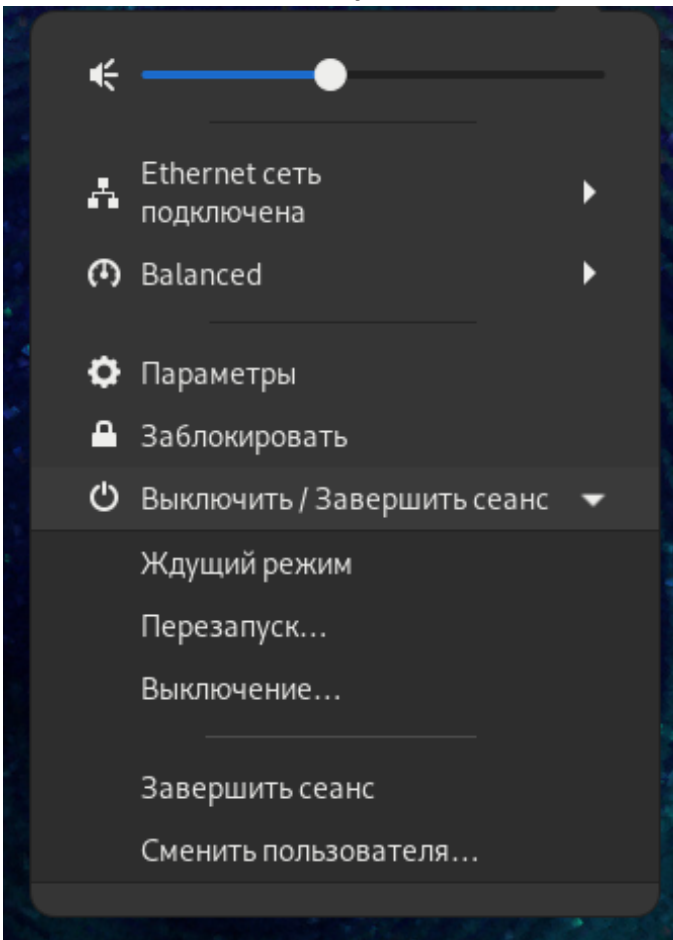 Ethernet сеть
подключена
Balanced
Параметры
Заблокировать
Выключить / Завершить сеанс
Ждущий режим
Перезапуск...
Выключение...
Завершить сеанс
Сменить пользователя...